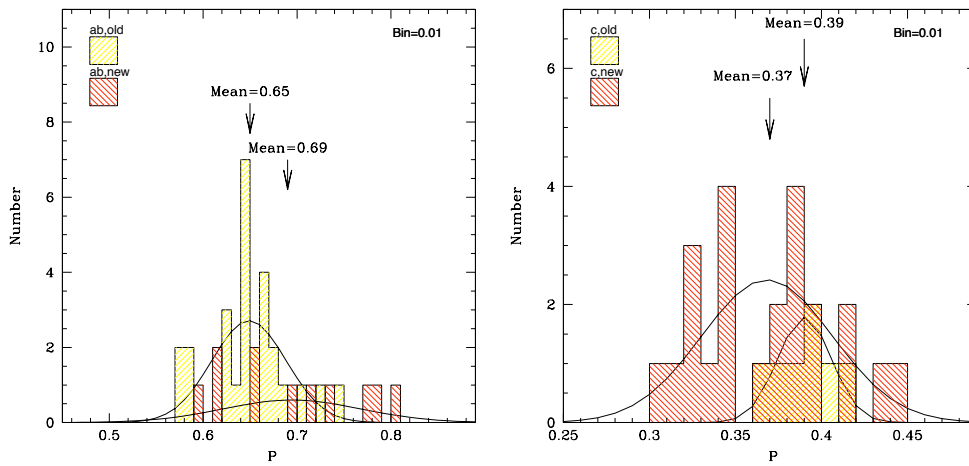 ab,old
Bin=0.01
ab,new
Mean=0.65
Mean=0.69
Number
10
8
6
4
2
0
0.5
0.6
0.7
0.8
P
c,old
Mean=0.39
Bin=0.01
c,new
Mean=0.37
Number
6
4
2
0
0.25
0.3
0.35
0.4
0.45
P